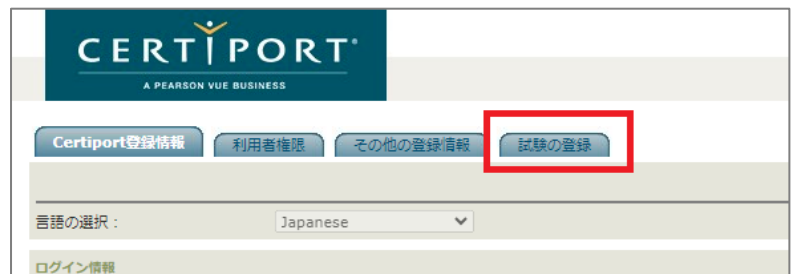 CERTIPORT
A PEARSON VUE BUSINESS
Certiport登録情報 利用者権限 その他の登録情報 試験の登録
言語の選択： Japanese
ログイン情報